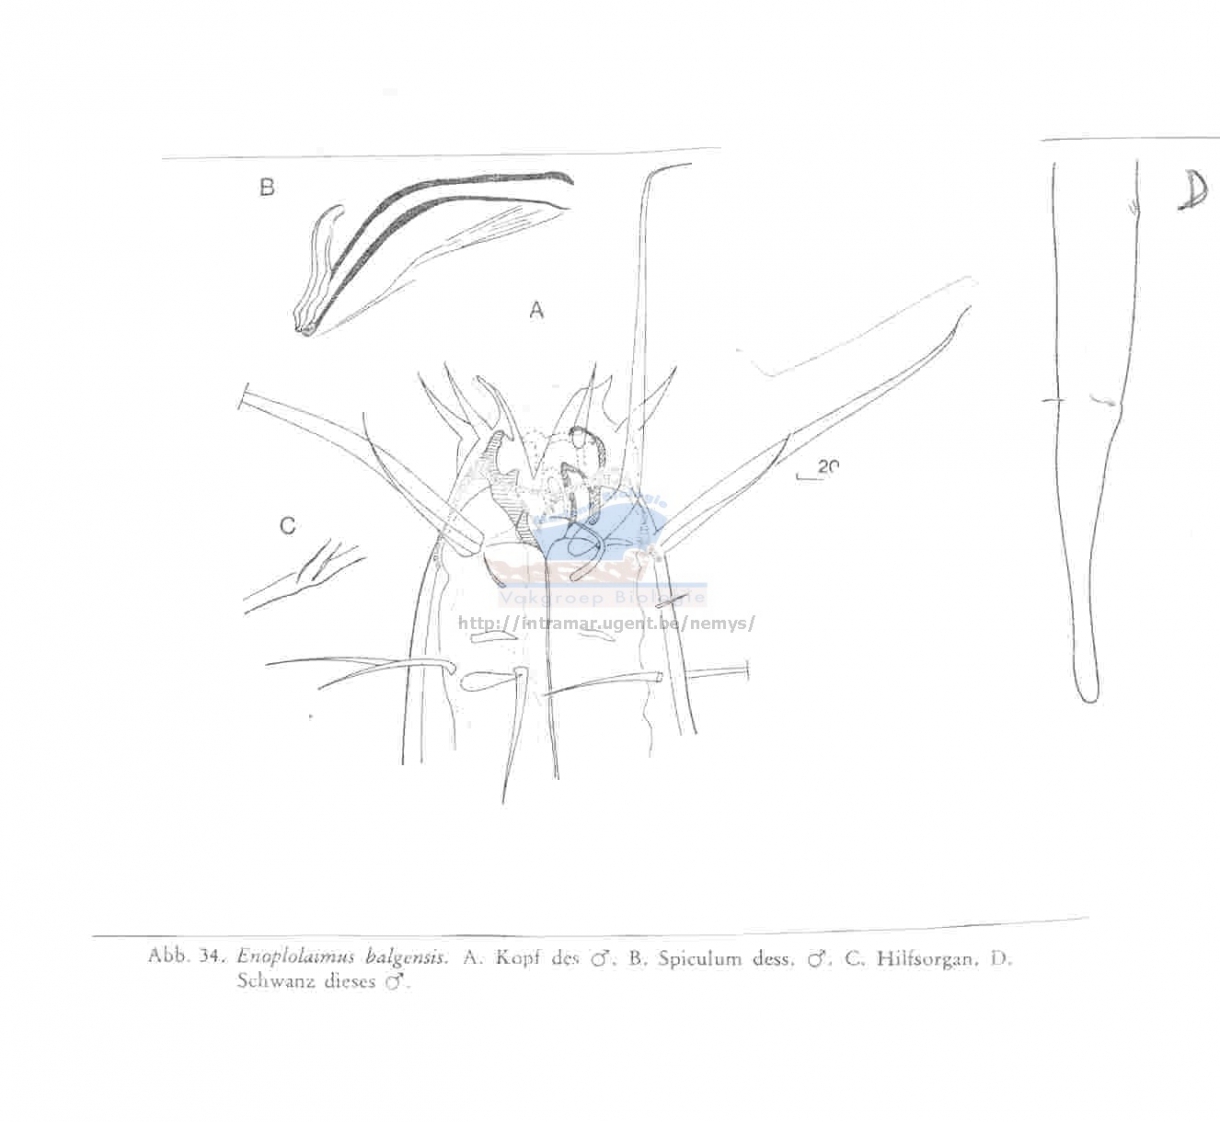 B
D
A
20
C
Vakgroep Biologie
http://intramar.ugent.be/nemys/
Abb. 34. Enoplolaimus balgensis. A. Kopf des ♂. B. Spiculum dess. ♂. C. Hilfsorgan. D.
Schwanz dieses ♂.